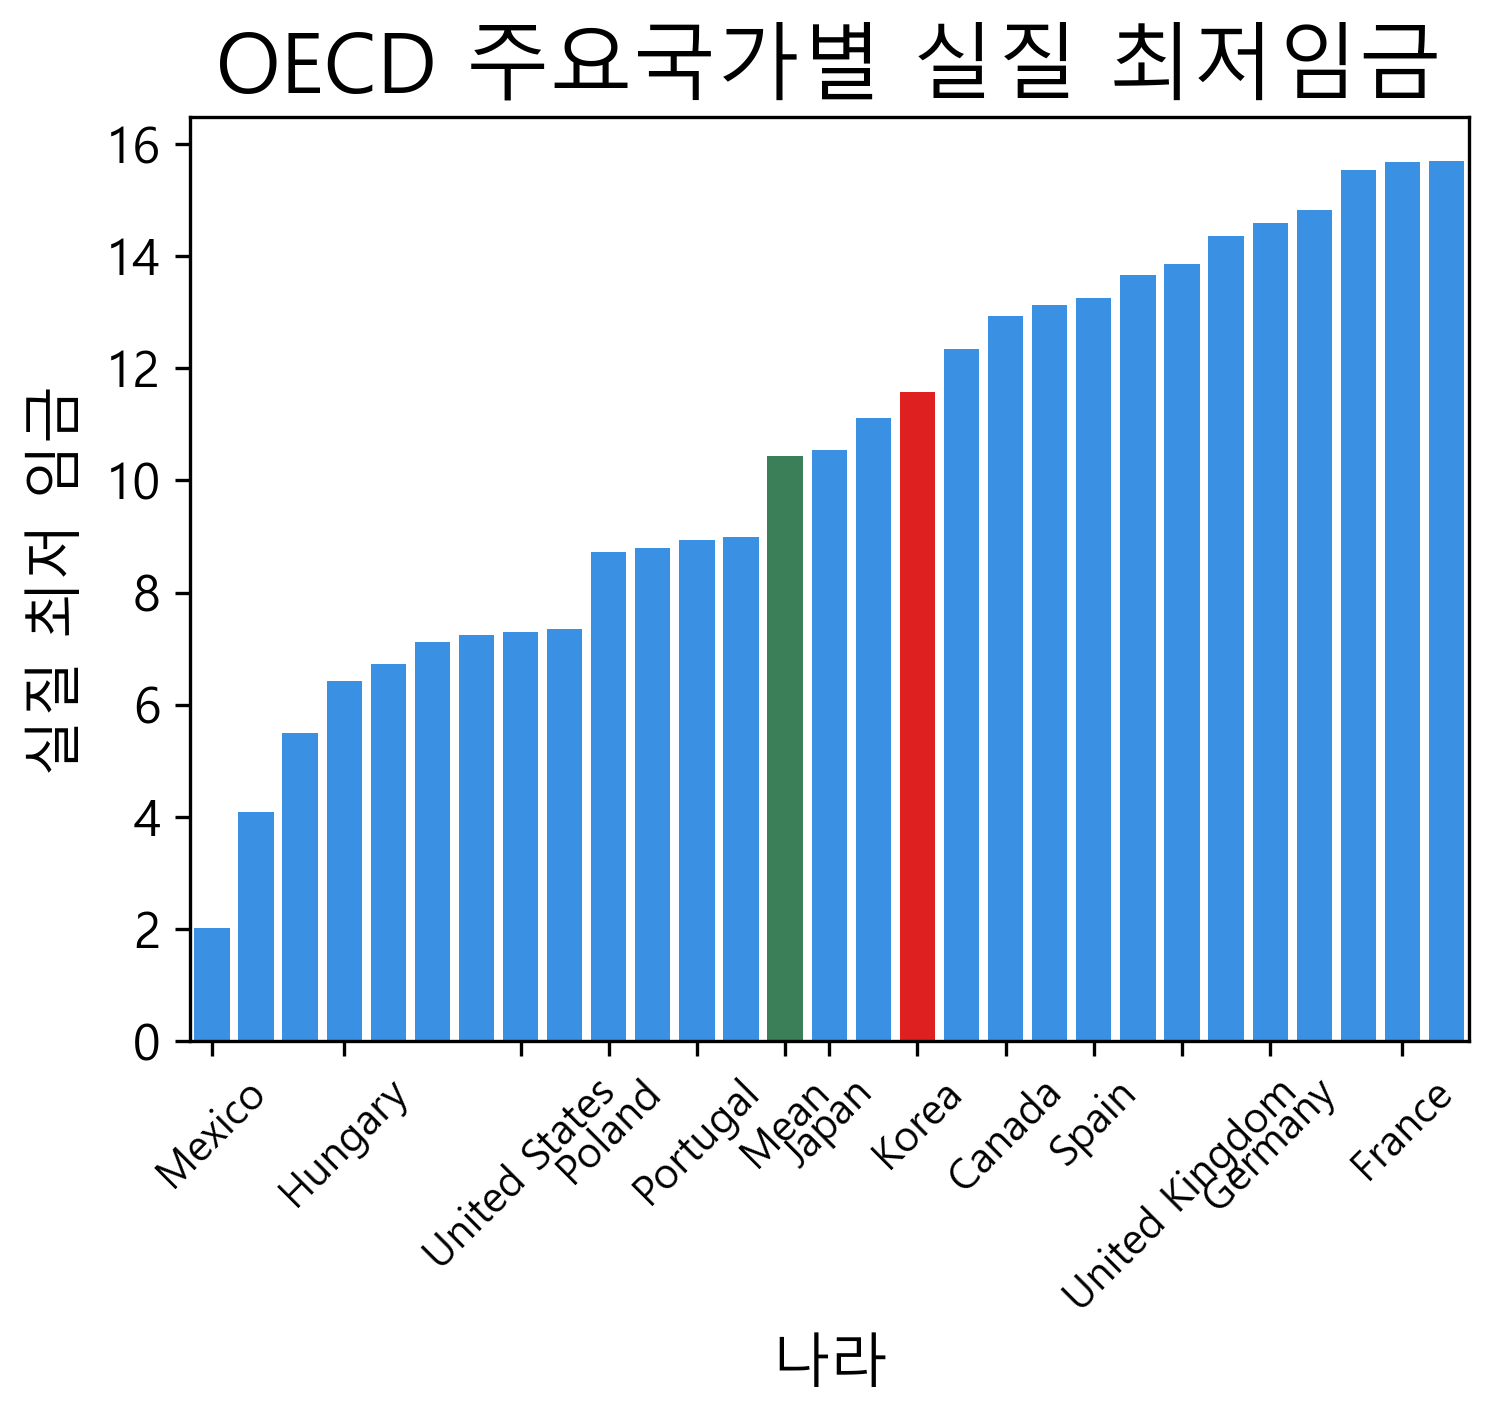 OECD 주요국가별 실질 최저임금
실질 최저 임금
16
14
12
10
8
6
4
2
0
Mexico
Hungary
United States
Poland
Portugal
Mean
Japan
Korea
Canada
Spain
United Kingdom
Germany
France
나라